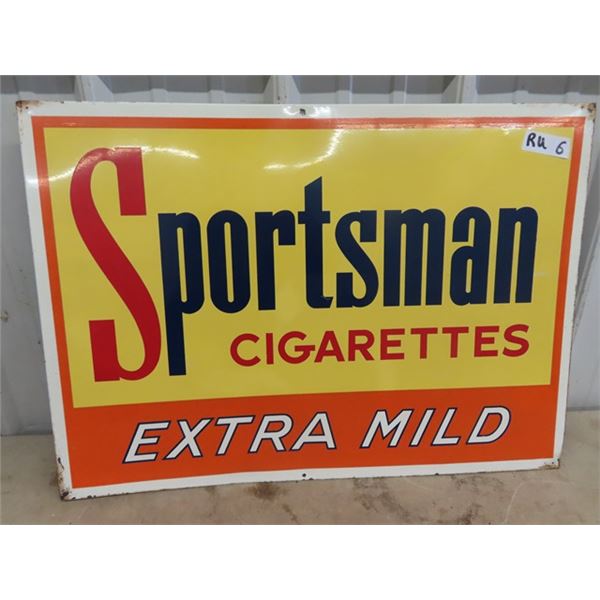 RU 6
Sportsman
CIGARETTES
EXTRA MILD